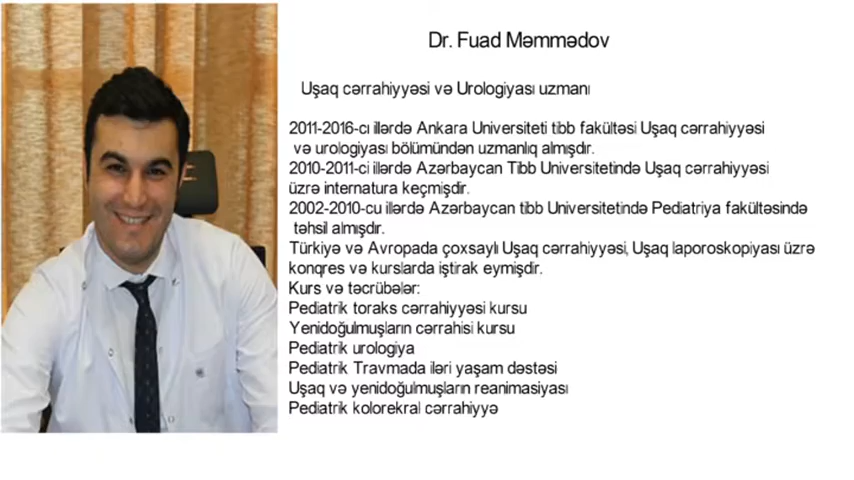 Dr. Fuad Məmmədov
Uşaq cərrahiyyəsi və Urologiyası uzmanı
2011-2016-cı illərdə Ankara Universiteti tibb fakültəsi Uşaq cərrahiyyəsi
və urologiyası bölümündən uzmanlıq almışdır.
2010-2011-ci illərdə Azərbaycan Tibb Universitetində Uşaq cərrahiyyəsi
üzrə internatura keçmişdir.
2002-2010-cu illərdə Azərbaycan tibb Universitetində Pediatriya fakültəsində
təhsil almışdır.
Türkiyə və Avropada çoxsaylı Uşaq cərrahiyyəsi, Uşaq laporoskopiyası üzrə
konqres və kurslarda iştirak eymişdir.
Kurs və təcrübələr:
Pediatrik toraks cərrahiyyəsi kursu
Yenidoğulmuşların cərrahisi kursu
Pediatrik urologiya
Pediatrik Travmada iləri yaşam dəstəsi
Uşaq və yenidoğulmuşların reanimasiyası
Pediatrik kolorekral cərrahiyyə